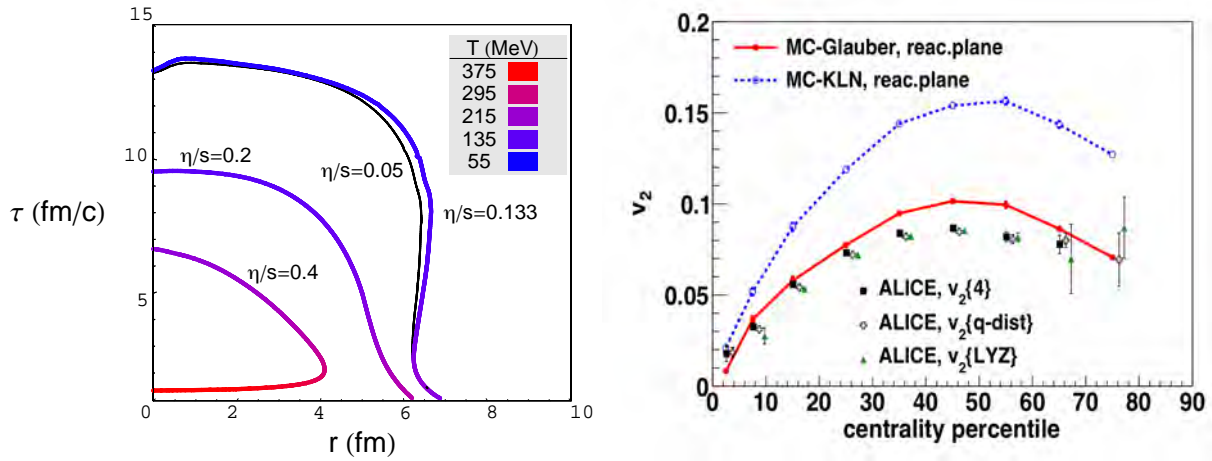 15
T (MeV)
375
295
215
135
55
10
η/s=0.2
η/s=0.05
τ (fm/c)
η/s=0.133
η/s=0.4
5
0 2 4 6 8 10
r (fm)
0.2
MC-Glauber, reac.plane
MC-KLN, reac.plane
0.15
v2
0.1
0.05
ALICE, v2{4}
ALICE, v2{q-dist}
ALICE, v2{LYZ}
0
0 10 20 30 40 50 60 70 80 90
centrality percentile